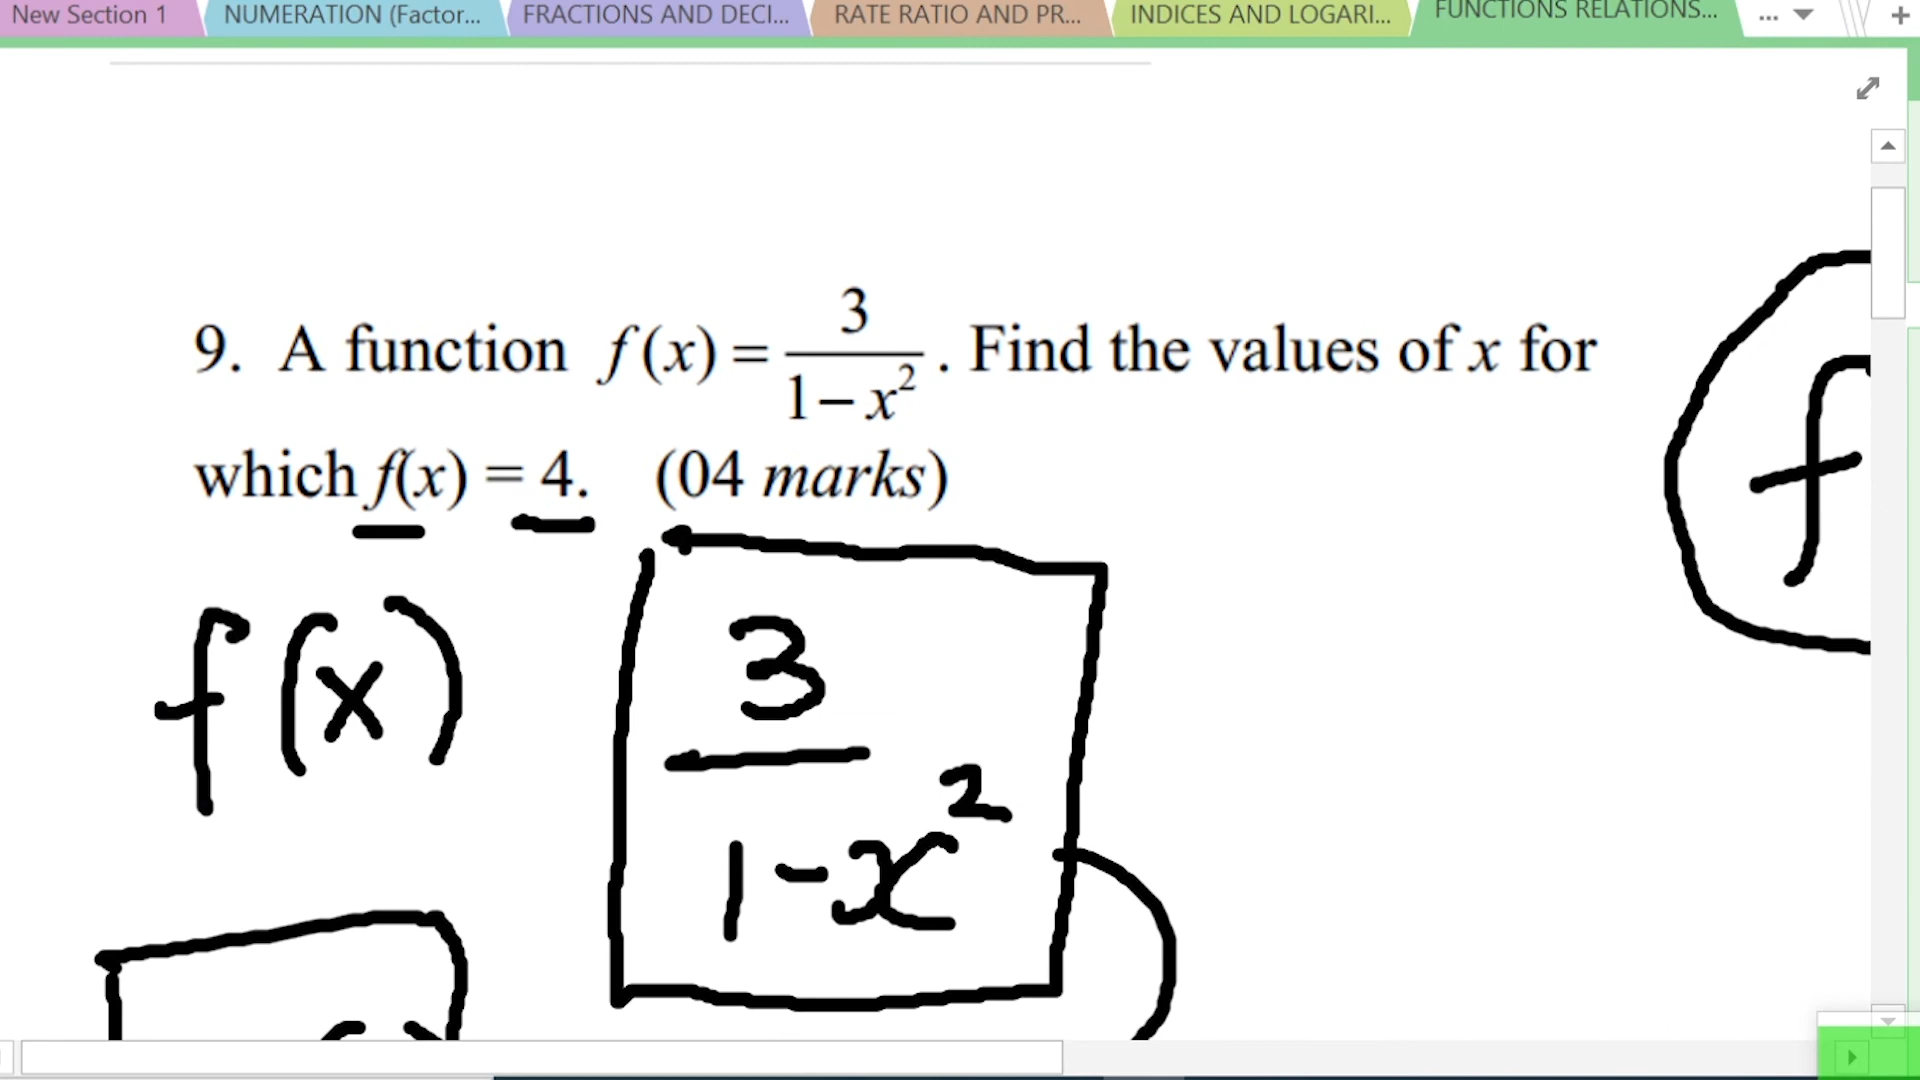 New Section 1 NUMERATION (Factor... FRACTIONS AND DECI... RATE RATIO AND PR... INDICES AND LOGARI... FUNCTIONS RELATIONS... ...
9. A function f(x) = 3/(1−x²). Find the values of x for
which f(x) = 4. (04 marks)
f
f(x)
3
1-x²